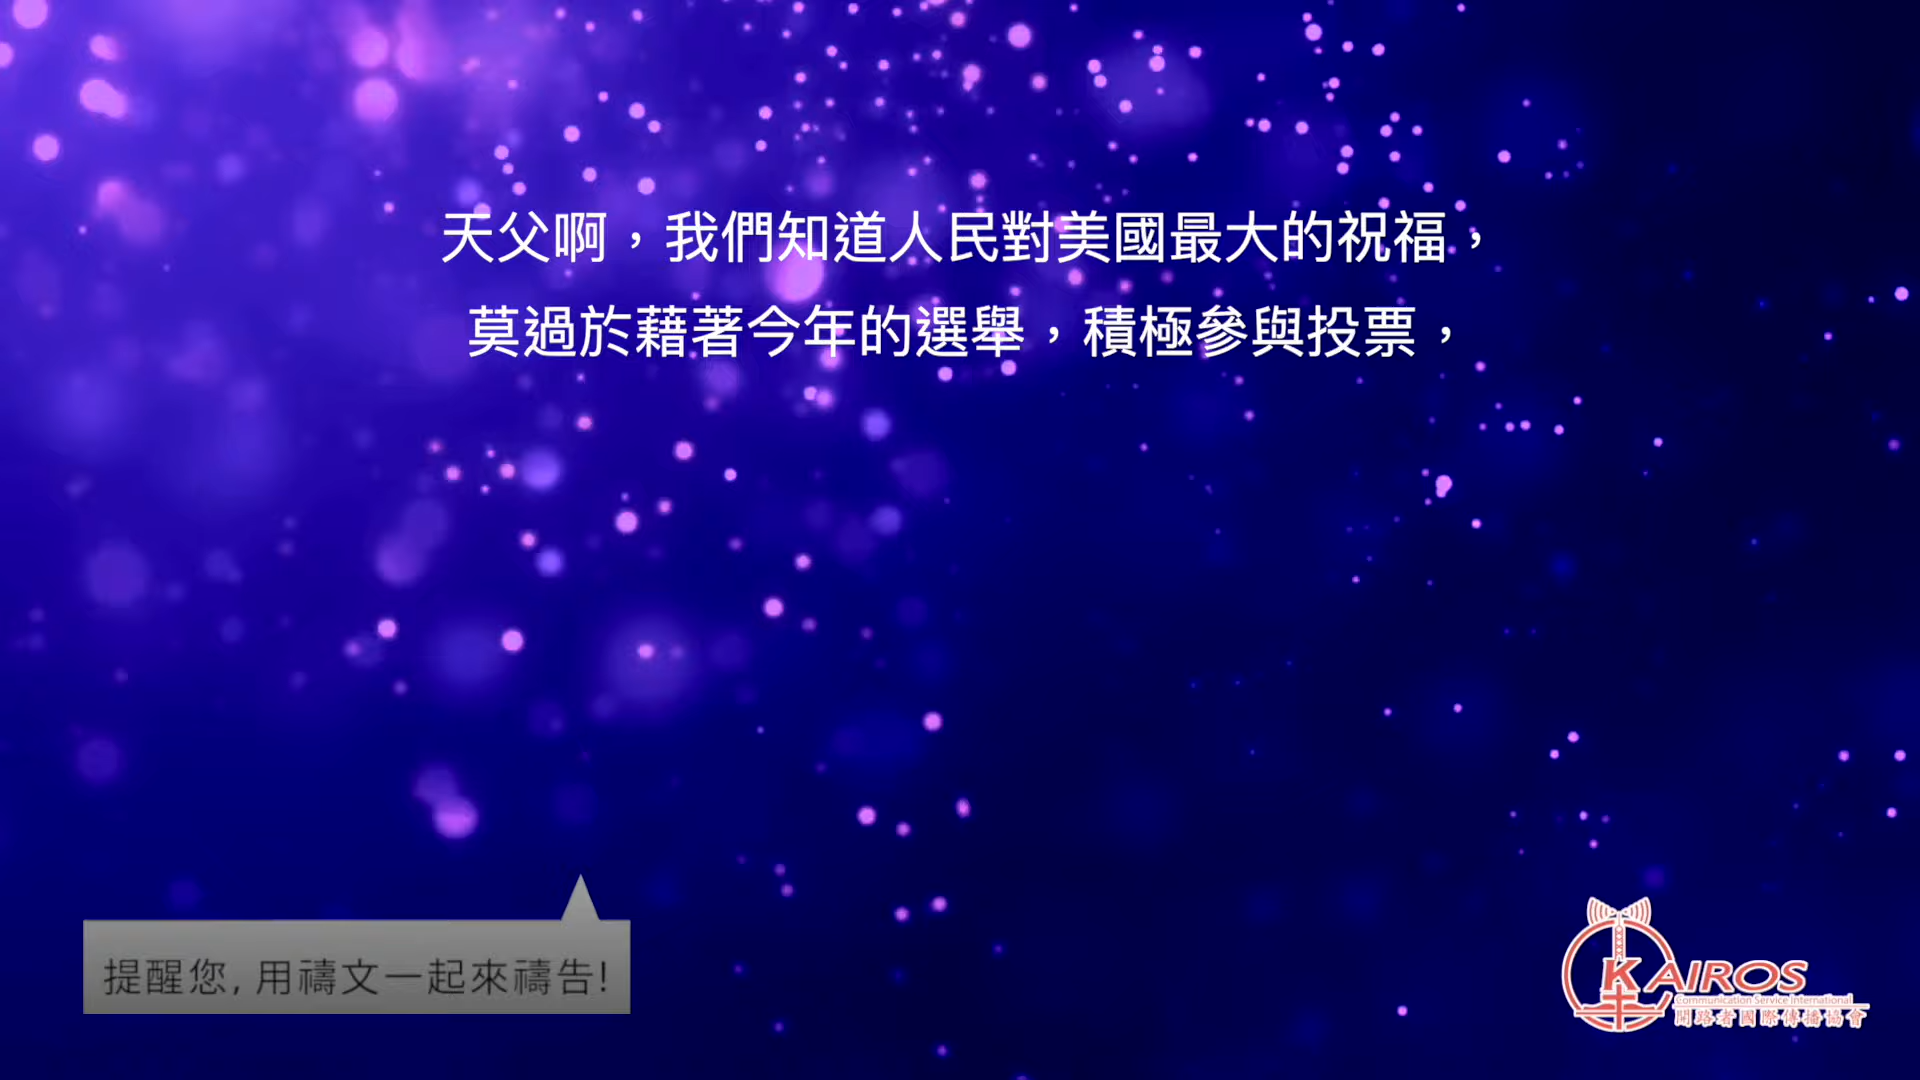 天父啊，我們知道人民對美國最大的祝福，
莫過於藉著今年的選舉，積極參與投票，
提醒您, 用禱文一起來禱告!
KAIROS
Communication Service International
開路者國際傳播協會